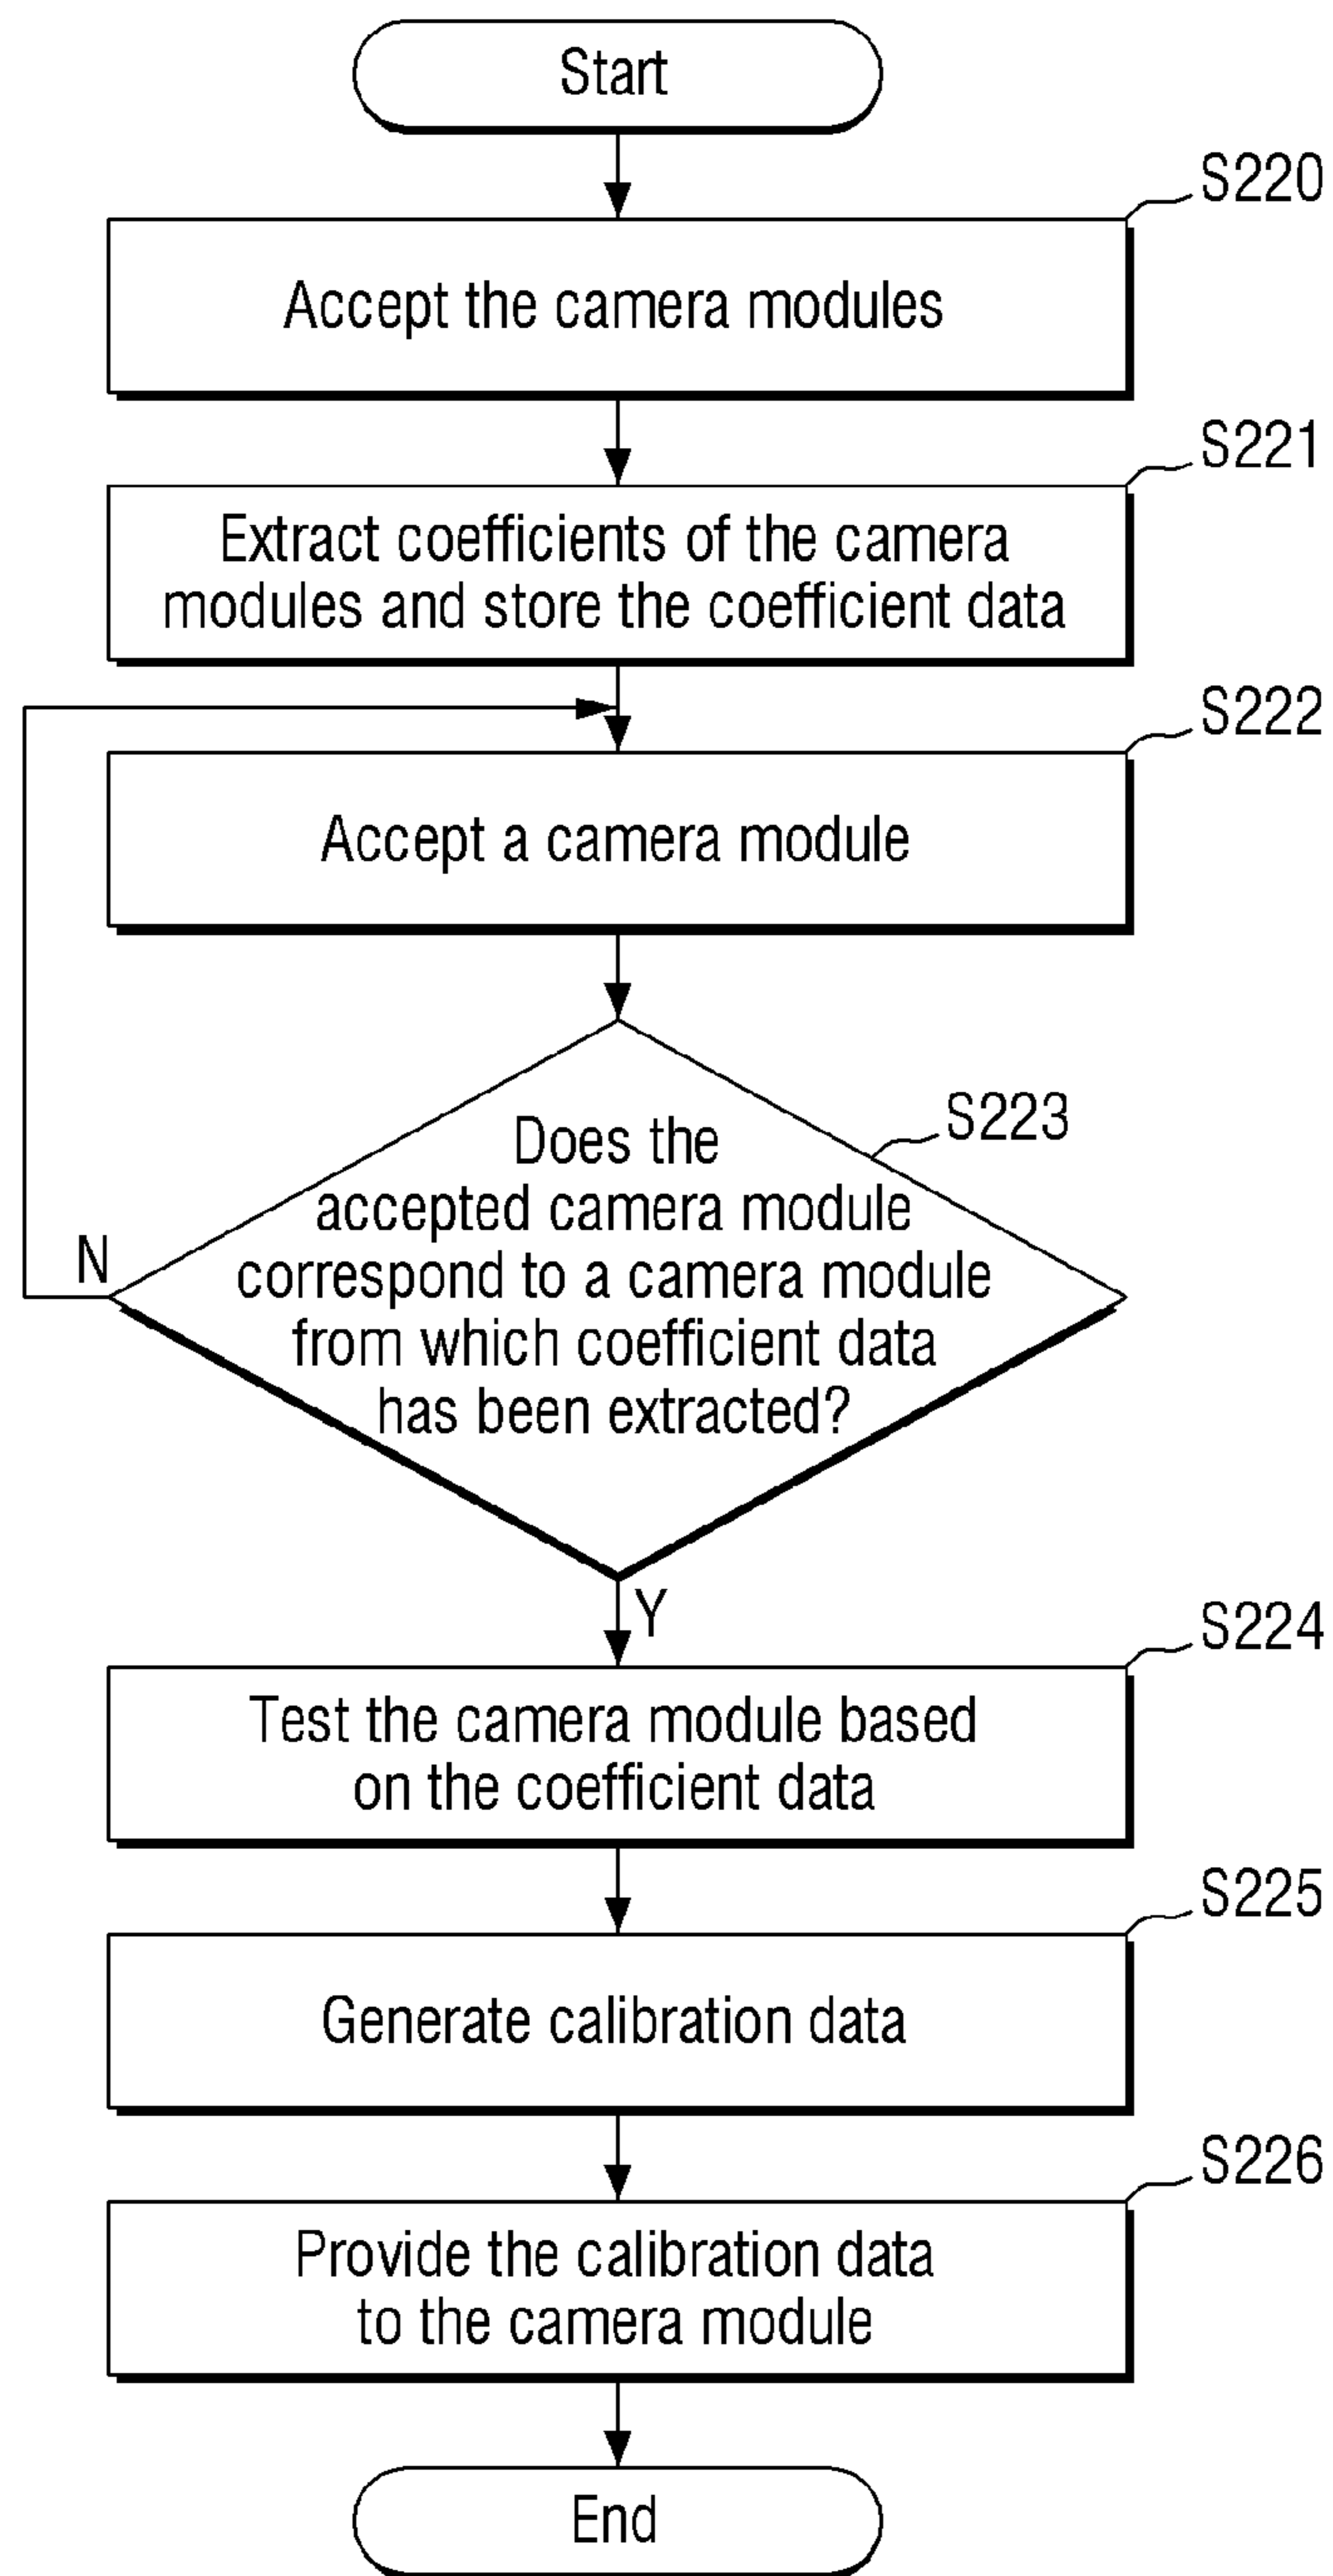 Start
S220
Accept the camera modules
S221
Extract coefficients of the camera
modules and store the coefficient data
S222
Accept a camera module
S223
Does the
accepted camera module
correspond to a camera module
from which coefficient data
has been extracted?
N
Y
S224
Test the camera module based
on the coefficient data
S225
Generate calibration data
S226
Provide the calibration data
to the camera module
End